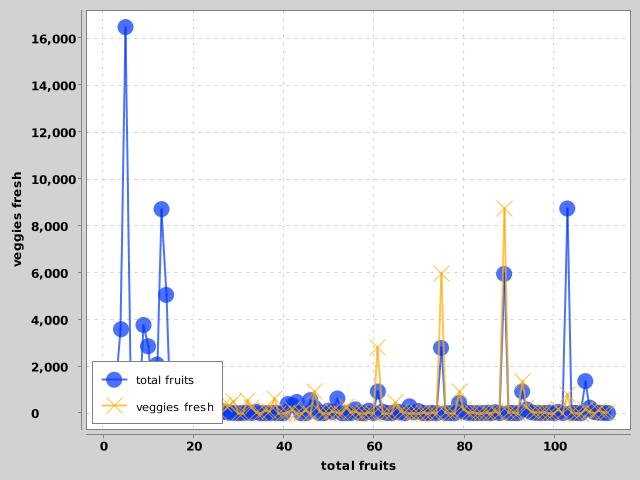 16,000
14,000
12,000
10,000
8,000
6,000
4,000
2,000
0
veggies fresh
total fruits
veggies fresh
0 20 40 60 80 100
total fruits